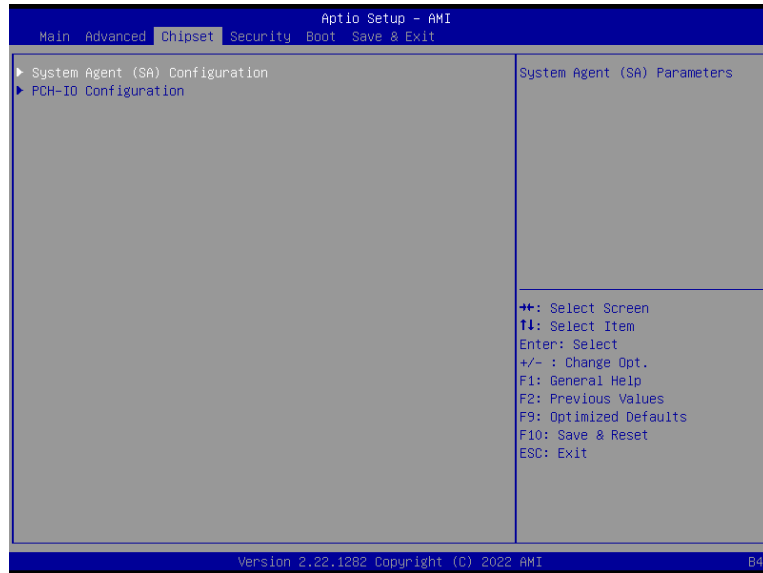 Aptio Setup – AMI
Main Advanced Chipset Security Boot Save & Exit
System Agent (SA) Configuration
PCH-IO Configuration
System Agent (SA) Parameters
→←: Select Screen
↑↓: Select Item
Enter: Select
+/- : Change Opt.
F1: General Help
F2: Previous Values
F9: Optimized Defaults
F10: Save & Reset
ESC: Exit
Version 2.22.1282 Copyright (C) 2022 AMI
B4